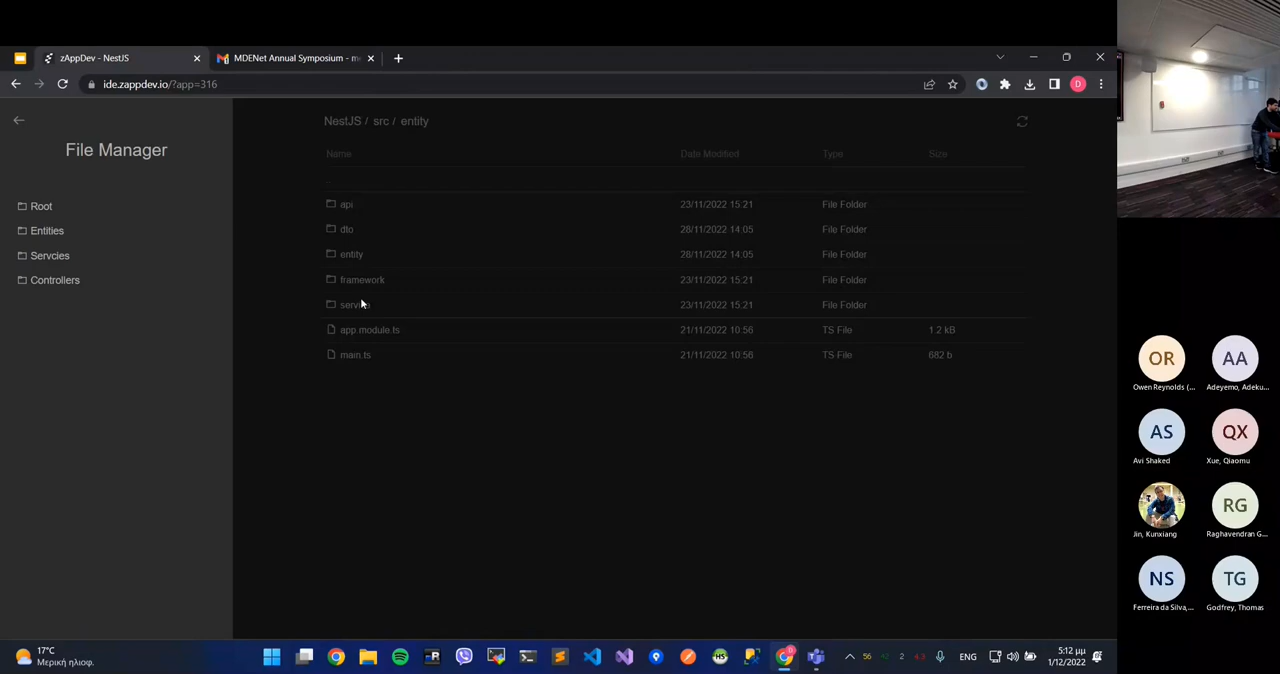 zAppDev - NestJS
MDENet Annual Symposium - m
ide.zappdev.io/?app=316
D
File Manager
Root
Entities
Servcies
Controllers
NestJS / src / entity
Name Date Modified Type Size
..
api 23/11/2022 15:21 File Folder
dto 28/11/2022 14:05 File Folder
entity 28/11/2022 14:05 File Folder
framework 23/11/2022 15:21 File Folder
23/11/2022 15:21 File Folder
app.module.ts 21/11/2022 10:56 TS File 1.2 kB
main.ts 21/11/2022 10:56 TS File 682 b
OR AA
Owen Reynolds (... Adeyemo, Adeku...
AS QX
Avi Shaked Xue, Qiaomu
RG
Jin, Kunxiang Raghavendran G...
NS TG
Ferreira da Silva,... Godfrey, Thomas
17°C
Μερική ηλιοφ.
56 2 ENG
5:12 μμ
1/12/2022